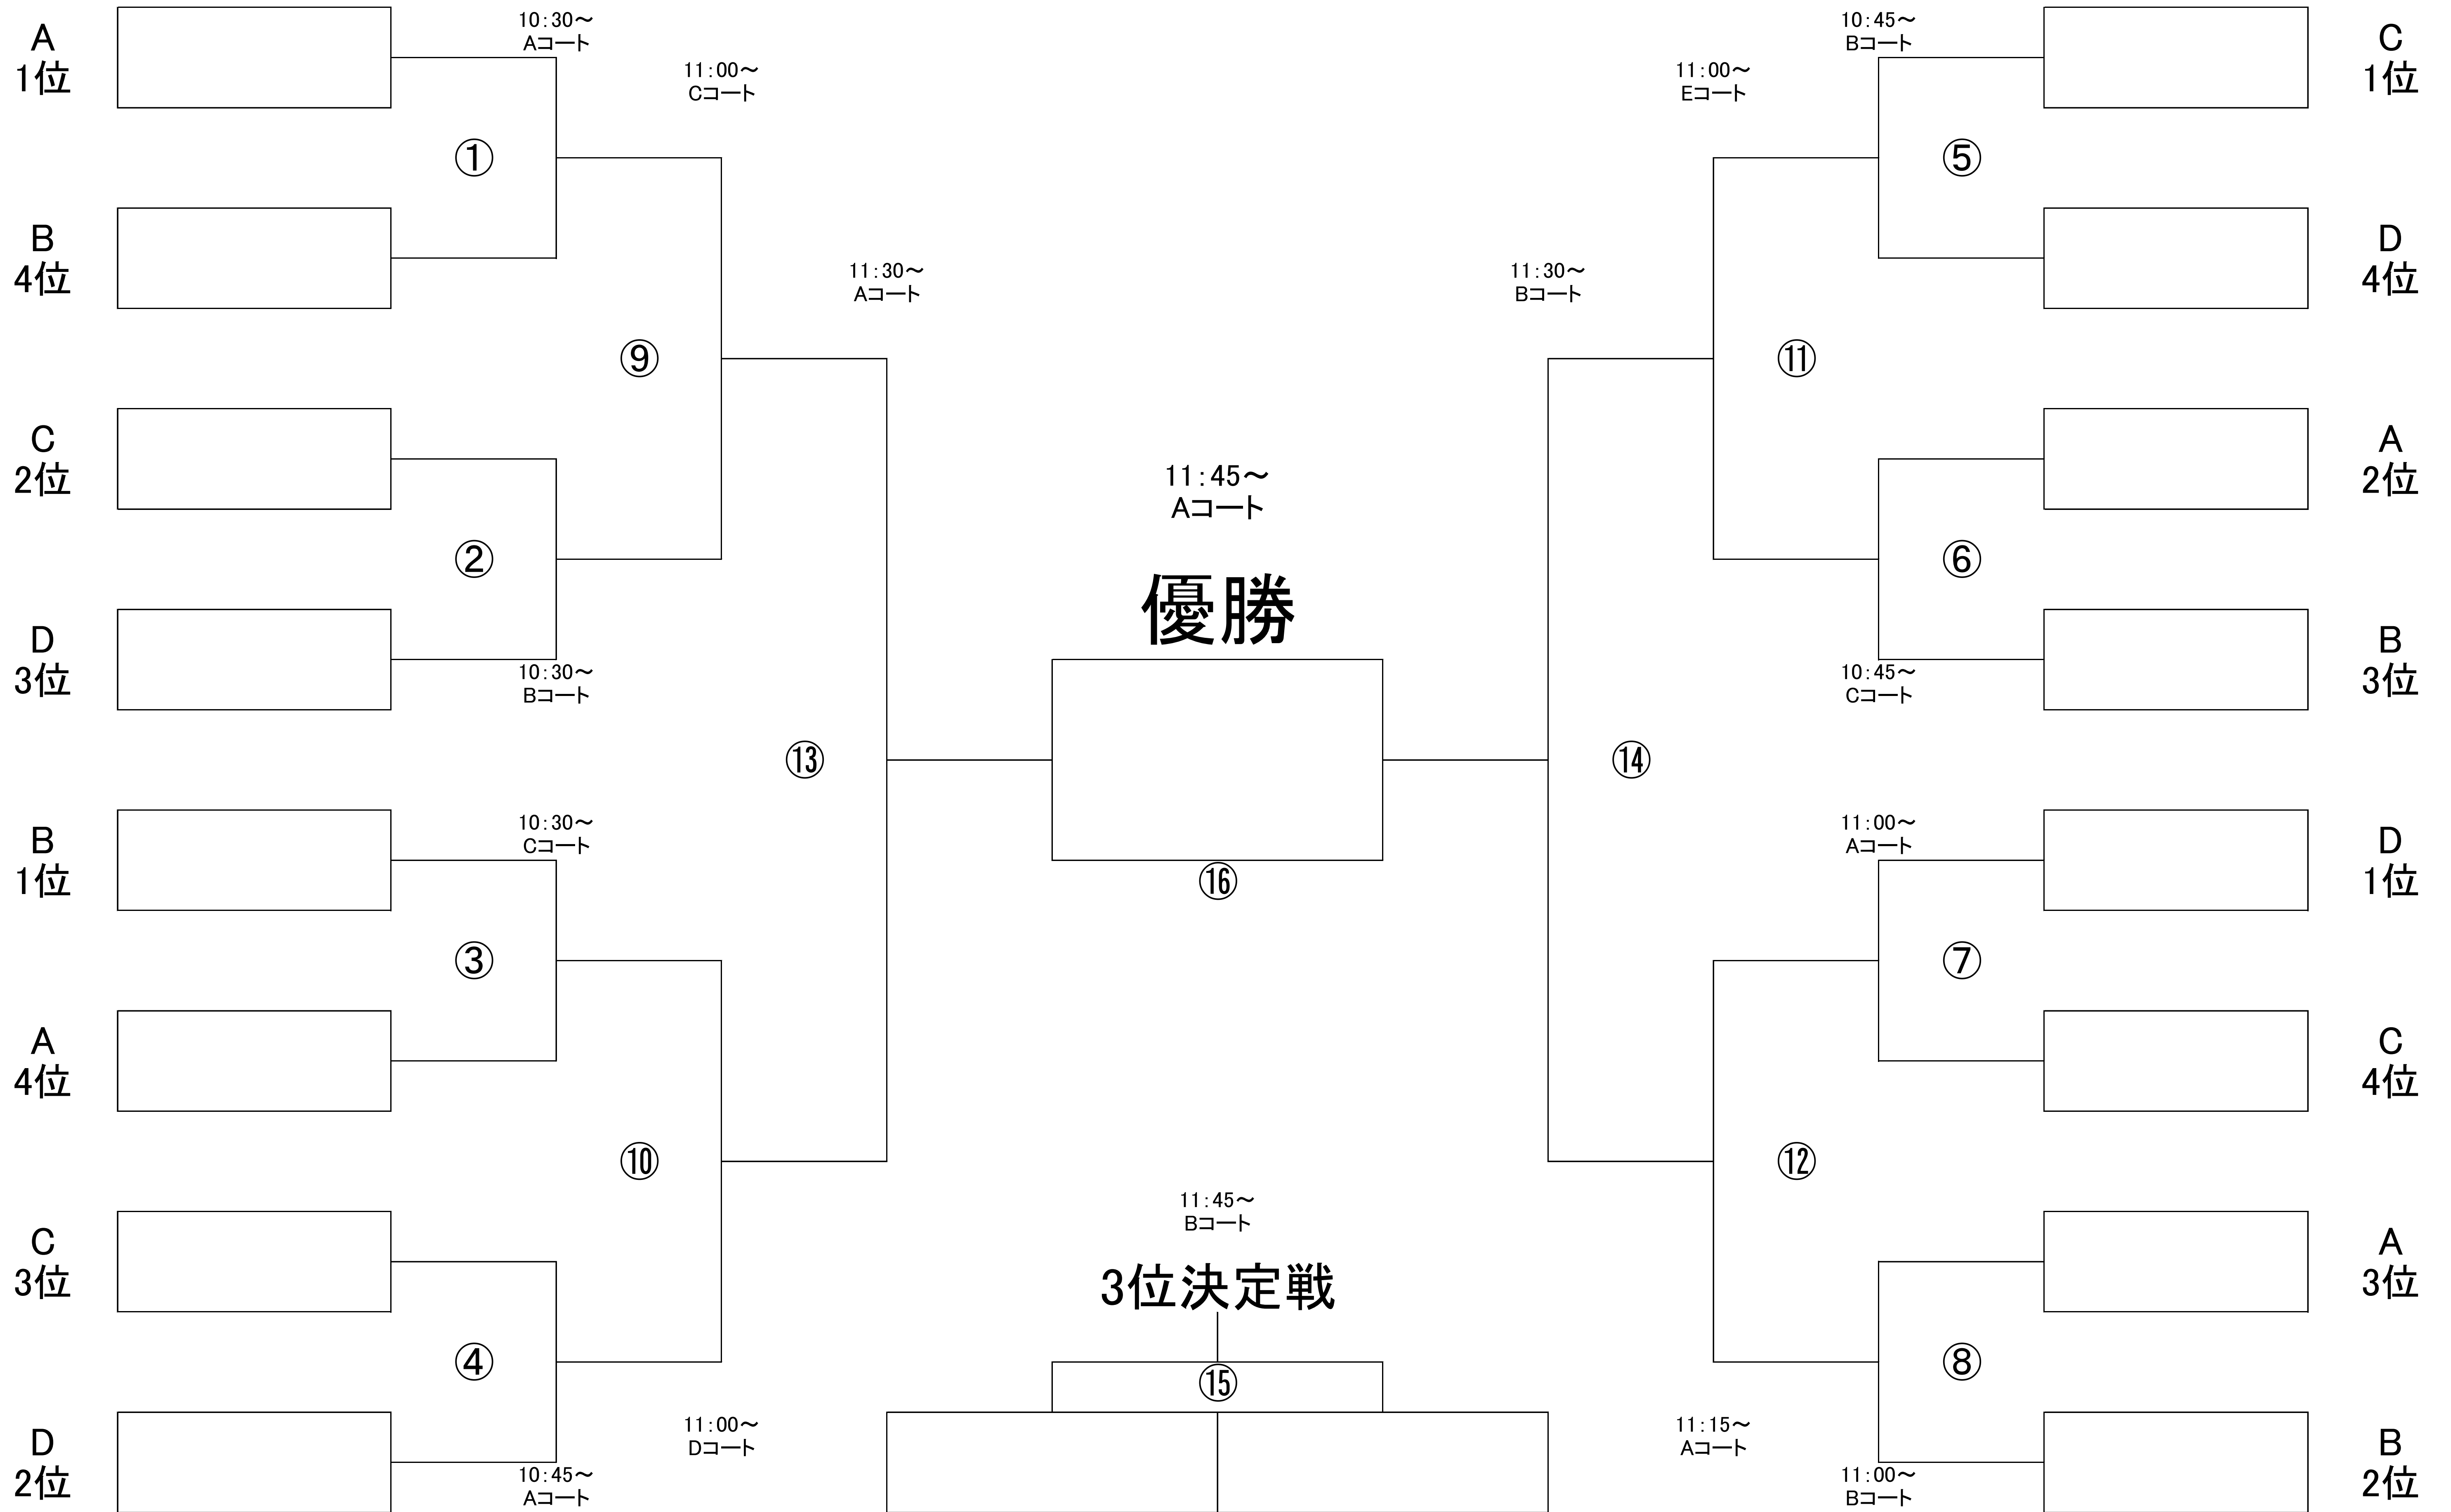 A
1位
10:30～
Aコート
11:00～
Cコート
①
B
4位
11:30～
Aコート
⑨
C
2位
②
D
3位
10:30～
Bコート
⑬
B
1位
10:30～
Cコート
③
A
4位
⑩
C
3位
④
D
2位
10:45～
Aコート
11:00～
Dコート
11:45～
Aコート
優勝
⑯
11:45～
Bコート
3位決定戦
⑮
10:45～
Bコート
C
1位
11:00～
Eコート
⑤
D
4位
11:30～
Bコート
⑪
A
2位
⑥
B
3位
10:45～
Cコート
⑭
11:00～
Aコート
D
1位
⑦
C
4位
⑫
A
3位
⑧
11:15～
Aコート
B
2位
11:00～
Bコート